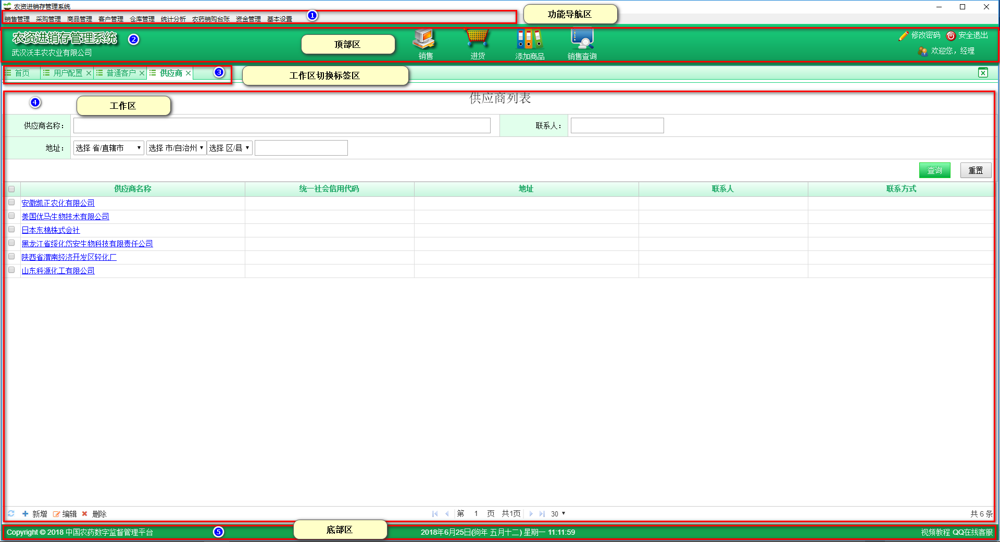 农资进销存管理系统
销售管理 采购管理 商品管理 客户管理 仓库管理 统计分析 农药销购台账 资金管理 基本设置 1
功能导航区
农资进销存管理系统 2
武汉沃丰农农业有限公司
顶部区
销售 进货 添加商品 销售查询
修改密码 安全退出
欢迎您，经理
首页 用户配置 普通客户 供应商 3
工作区切换标签区
4 工作区
供应商列表
供应商名称： 联系人：
地址： 选择 省/直辖市 选择 市/自治州 选择 区/县
查询 重置
供应商名称 统一社会信用代码 地址 联系人 联系方式
安徽凯正农化有限公司
美国优马生物技术有限公司
日本东棉株式会社
黑龙江省绥化岱安生物科技有限责任公司
陕西省渭南经济开发区轻化厂
山东科源化工有限公司
新增 编辑 删除 第 1 页 共1页 30 共 6 条
底部区
Copyright © 2018 中国农药数字监督管理平台 5 2018年6月25日(狗年 五月十二) 星期一 11:11:59 视频教程 QQ在线客服